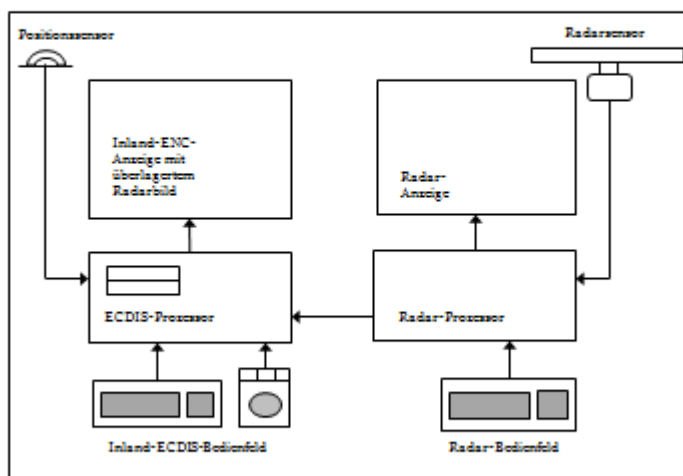 Positionssensor
Radarsensor
Inland-ENC-
Anzeige mit
überlagertem
Radarbild
Radar-
Anzeige
ECDIS-Prozessor
Radar-Prozessor
Inland-ECDIS-Bedienfeld
Radar-Bedienfeld